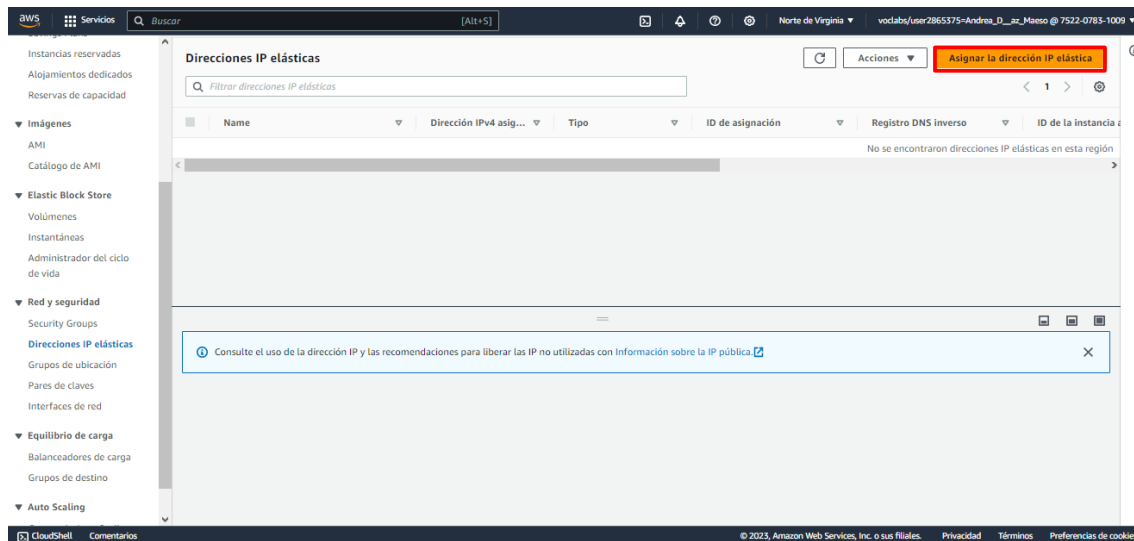 aws
Servicios
Buscar
[Alt+S]
Norte de Virginia
voclabs/user2865375=Andrea_D__az_Maeso @ 7522-0783-1009
Instancias reservadas
Alojamientos dedicados
Reservas de capacidad
Imágenes
AMI
Catálogo de AMI
Elastic Block Store
Volúmenes
Instantáneas
Administrador del ciclo
de vida
Red y seguridad
Security Groups
Direcciones IP elásticas
Grupos de ubicación
Pares de claves
Interfaces de red
Equilibrio de carga
Balanceadores de carga
Grupos de destino
Auto Scaling
Direcciones IP elásticas
Acciones
Asignar la dirección IP elástica
Filtrar direcciones IP elásticas
1
Name
Dirección IPv4 asig...
Tipo
ID de asignación
Registro DNS inverso
ID de la instancia a
No se encontraron direcciones IP elásticas en esta región
Consulte el uso de la dirección IP y las recomendaciones para liberar las IP no utilizadas con Información sobre la IP pública.
CloudShell
Comentarios
© 2023, Amazon Web Services, Inc. o sus filiales.
Privacidad
Términos
Preferencias de cookie